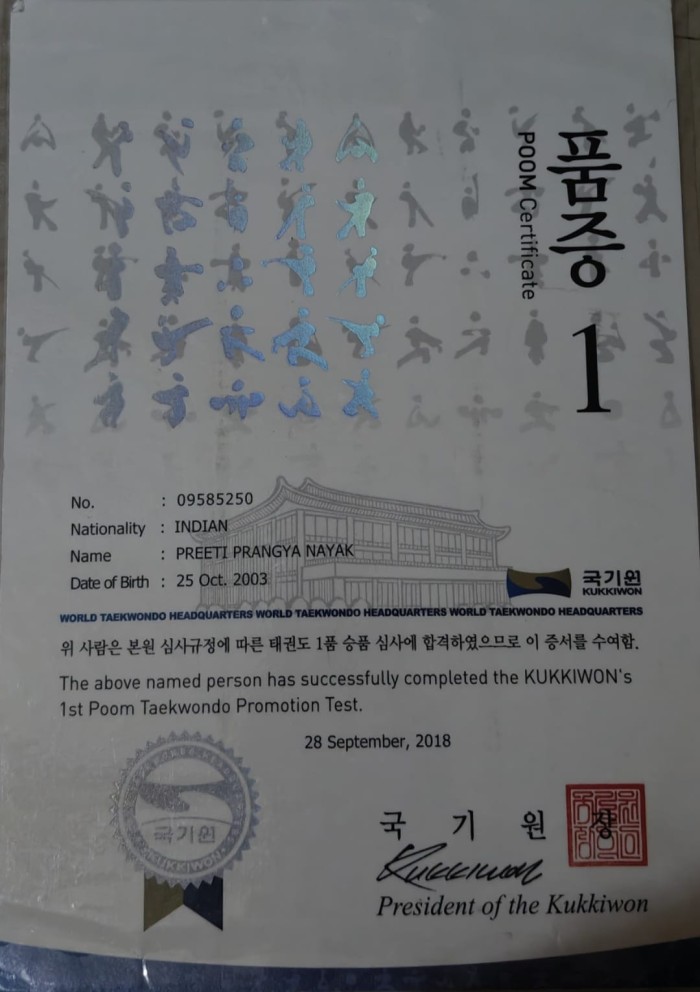 품증
POOM Certificate
1
No. : 09585250
Nationality : INDIAN
Name : PREETI PRANGYA NAYAK
Date of Birth : 25 Oct. 2003
국기원
KUKKIWON
WORLD TAEKWONDO HEADQUARTERS WORLD TAEKWONDO HEADQUARTERS WORLD TAEKWONDO HEADQUARTERS
위 사람은 본원 심사규정에 따른 태권도 1품 승품 심사에 합격하였으므로 이 증서를 수여함.
The above named person has successfully completed the KUKKIWON's
1st Poom Taekwondo Promotion Test.
28 September, 2018
국기원
KUKKIWON
국 기 원 장
Kukkiwon
President of the Kukkiwon